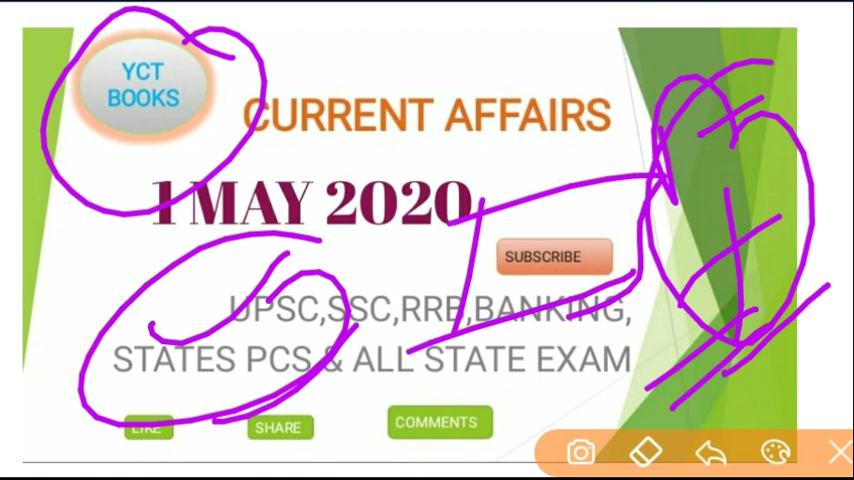 YCT
BOOKS
CURRENT AFFAIRS
1 MAY 2020
SUBSCRIBE
UPSC,SSC,RRB,BANKING,
STATES PCS & ALL STATE EXAM
LIKE
SHARE
COMMENTS